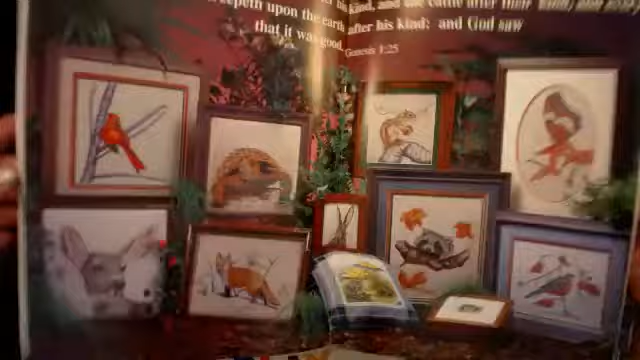 kind, and the cattle after their
creepeth upon the earth after his kind: and God saw
that it was good. Genesis 1:25